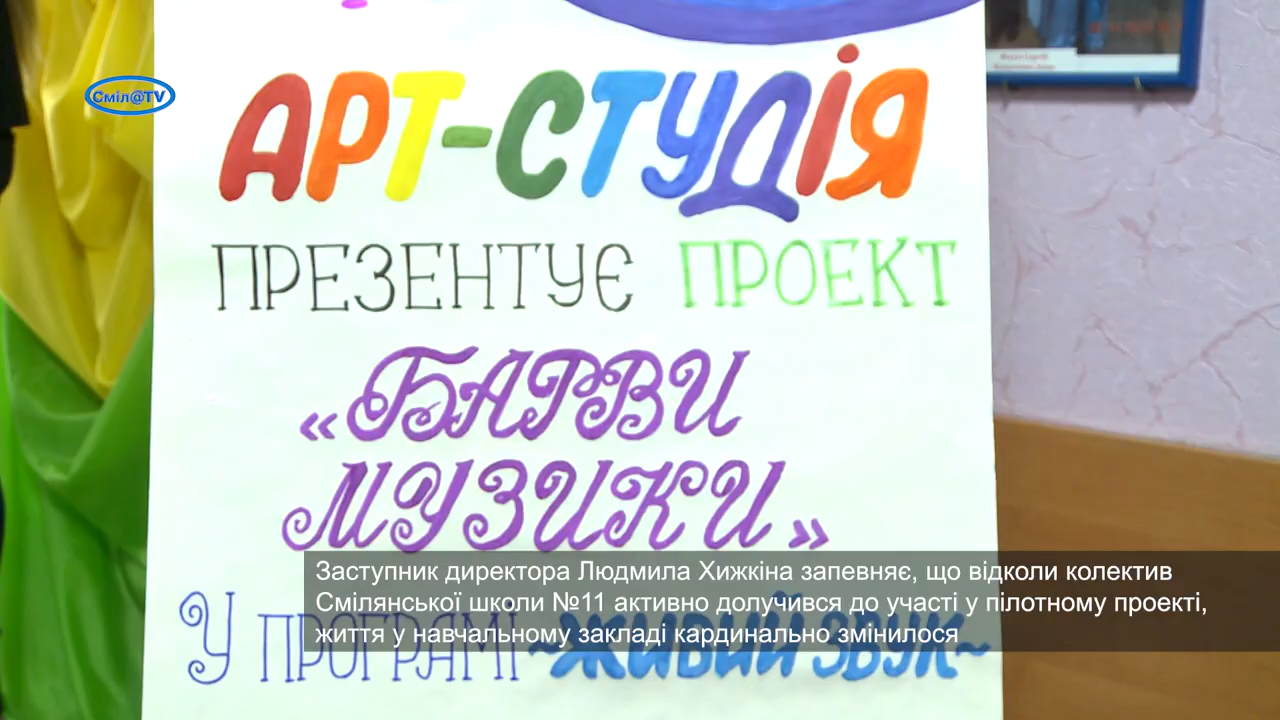 Сміл@TV
АРТ-СТУДІЯ
ПРЕЗЕНТУЄ ПРОЕКТ
«БАРВИ
МУЗИКИ»
У ПРОГРАМІ ~ЖИВИЙ ЗВУК~
Заступник директора Людмила Хижкіна запевняє, що відколи колектив
Смілянської школи №11 активно долучився до участі у пілотному проекті,
життя у навчальному закладі кардинально змінилося